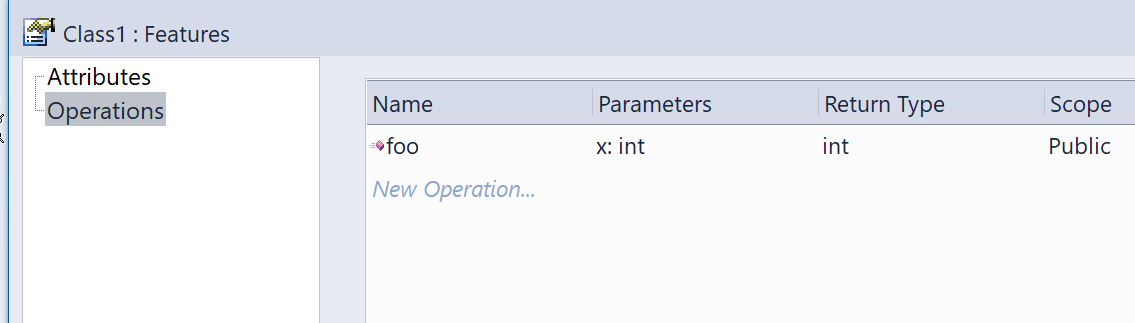 Class1 : Features
Attributes
Operations
Name Parameters Return Type Scope
foo x: int int Public
New Operation...